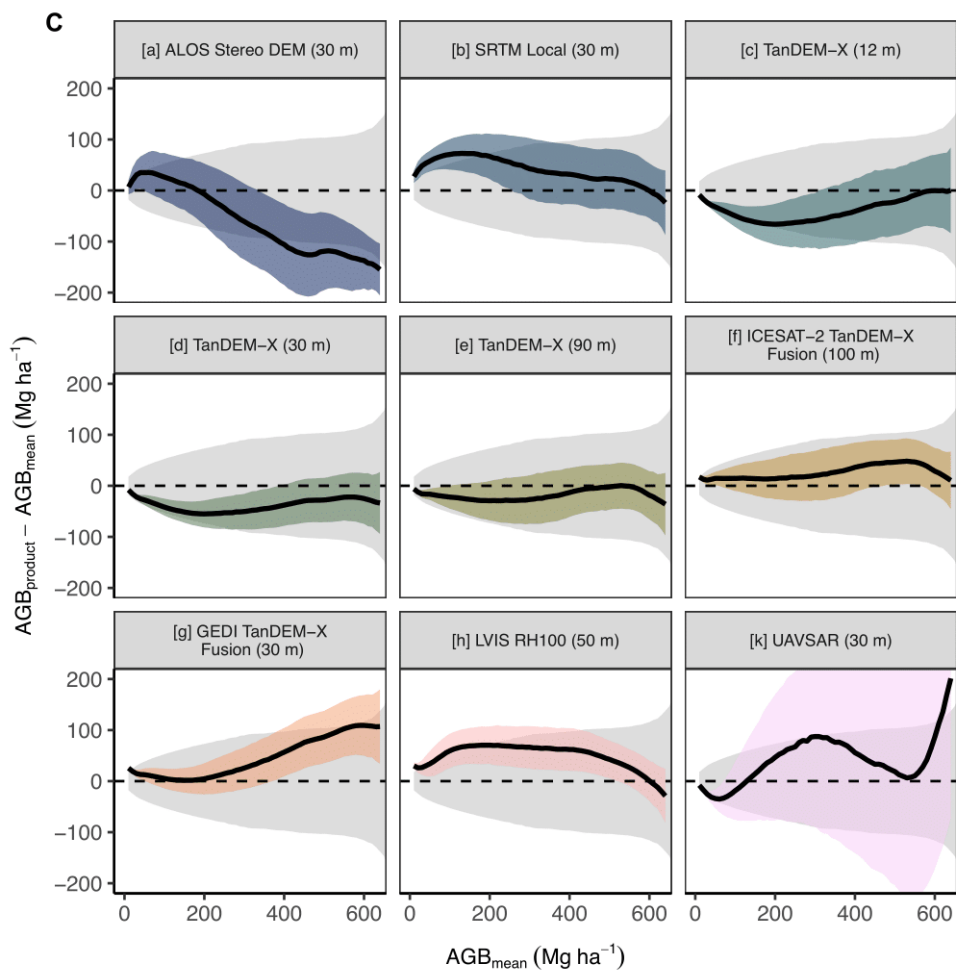 C
[a] ALOS Stereo DEM (30 m)
[b] SRTM Local (30 m)
[c] TanDEM−X (12 m)
200
100
0
−100
−200
[d] TanDEM−X (30 m)
[e] TanDEM−X (90 m)
[f] ICESAT−2 TanDEM−X
Fusion (100 m)
200
100
0
−100
−200
[g] GEDI TanDEM−X
Fusion (30 m)
[h] LVIS RH100 (50 m)
[k] UAVSAR (30 m)
200
100
0
−100
−200
0 200 400 600
0 200 400 600
0 200 400 600
AGBproduct − AGBmean (Mg ha−1)
AGBmean (Mg ha−1)